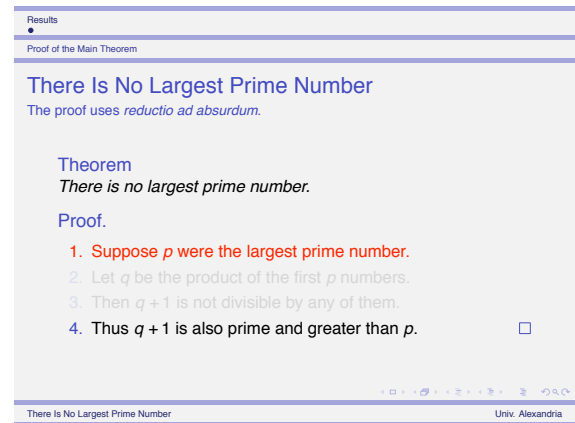 Results
Proof of the Main Theorem
There Is No Largest Prime Number
The proof uses reductio ad absurdum.
Theorem
There is no largest prime number.
Proof.
1. Suppose p were the largest prime number.
2. Let q be the product of the first p numbers.
3. Then q + 1 is not divisible by any of them.
4. Thus q + 1 is also prime and greater than p. □
There Is No Largest Prime Number Univ. Alexandria